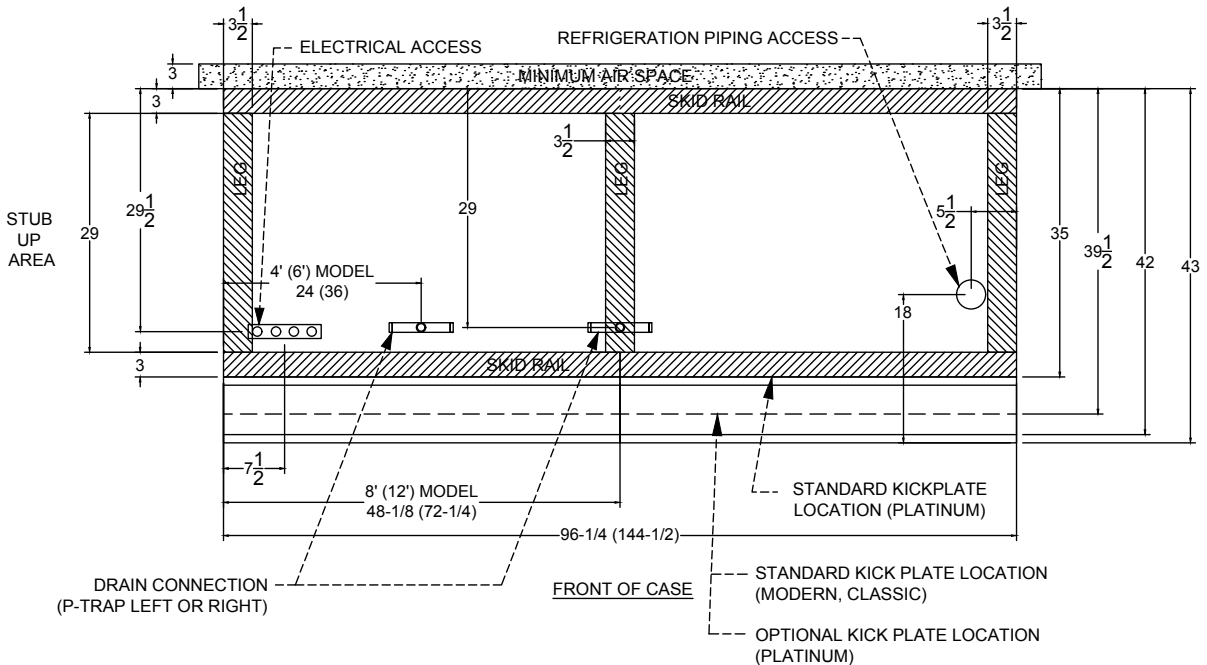 3 1/2
3 1/2
ELECTRICAL ACCESS
REFRIGERATION PIPING ACCESS
3
MINIMUM AIR SPACE
3
SKID RAIL
LEG
3 1/2
LEG
LEG
STUB
UP
AREA
29
29 1/2
29
5 1/2
35
39 1/2
42
43
4' (6') MODEL
24 (36)
18
3
SKID RAIL
7 1/2
8' (12') MODEL
48-1/8 (72-1/4)
STANDARD KICKPLATE
LOCATION (PLATINUM)
96-1/4 (144-1/2)
DRAIN CONNECTION
(P-TRAP LEFT OR RIGHT)
FRONT OF CASE
STANDARD KICK PLATE LOCATION
(MODERN, CLASSIC)
OPTIONAL KICK PLATE LOCATION
(PLATINUM)